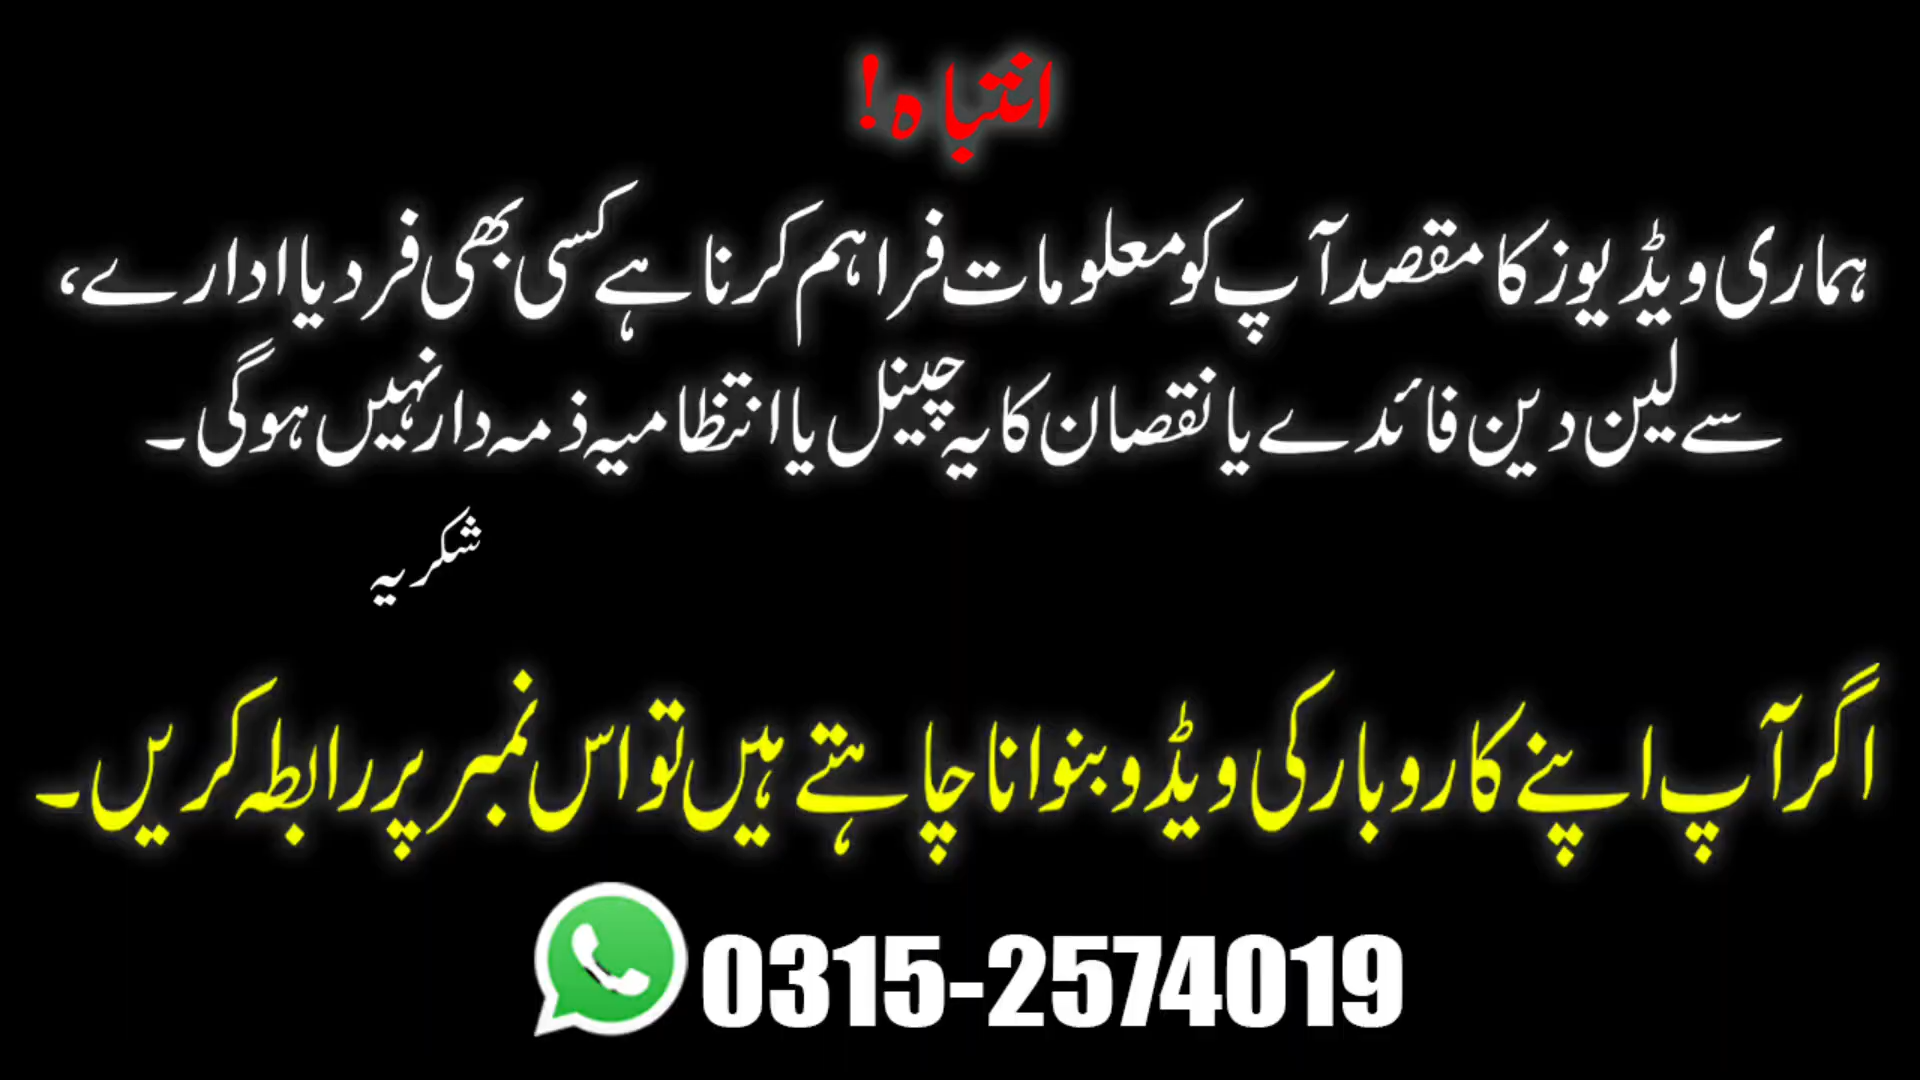 انتباہ!
ہماری ویڈیوز کا مقصد آپ کو معلومات فراہم کرنا ہے کسی بھی فرد یا ادارے،
سے لین دین فائدے یا نقصان کا یہ چینل یا انتظامیہ ذمہ دار نہیں ہوگی۔
شکریہ
اگر آپ اپنے کاروبار کی ویڈو بنوانا چاہتے ہیں تو اس نمبر پر رابطہ کریں۔
0315-2574019